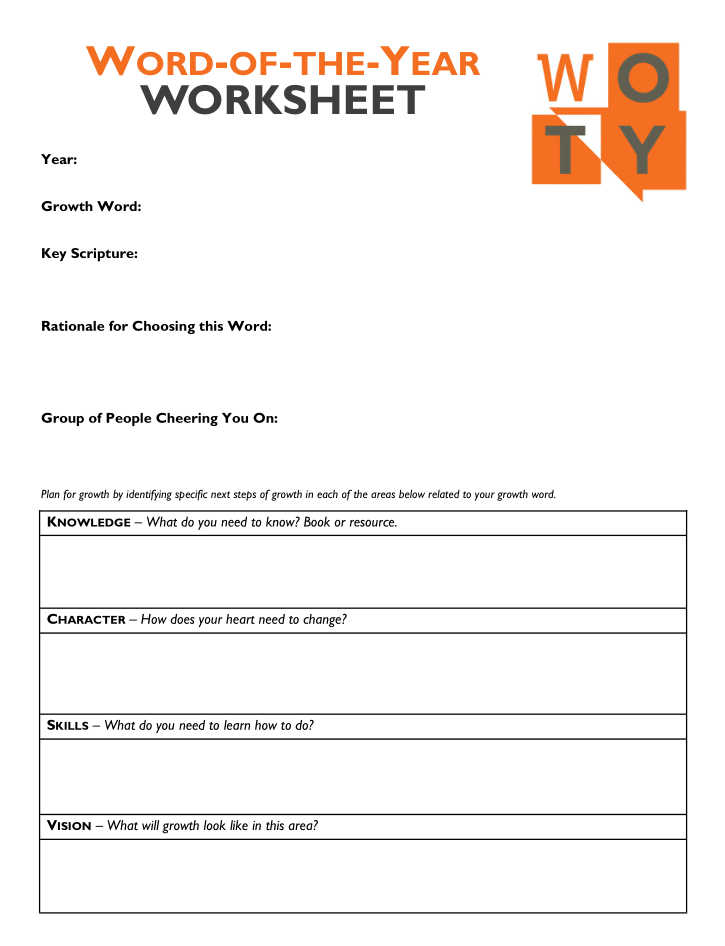 WORD-OF-THE-YEAR
WORKSHEET
W O
T Y
Year:
Growth Word:
Key Scripture:
Rationale for Choosing this Word:
Group of People Cheering You On:
Plan for growth by identifying specific next steps of growth in each of the areas below related to your growth word.
KNOWLEDGE – What do you need to know? Book or resource.
CHARACTER – How does your heart need to change?
SKILLS – What do you need to learn how to do?
VISION – What will growth look like in this area?